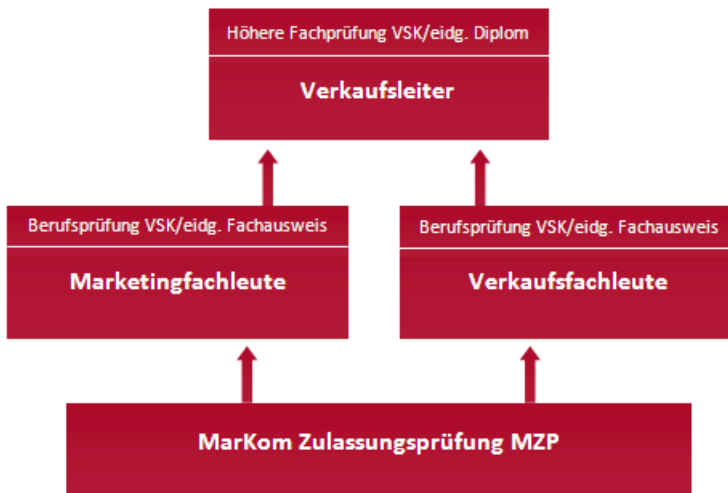 Höhere Fachprüfung VSK/eidg. Diplom
Verkaufsleiter
Berufsprüfung VSK/eidg. Fachausweis
Marketingfachleute
Berufsprüfung VSK/eidg. Fachausweis
Verkaufsfachleute
MarKom Zulassungsprüfung MZP